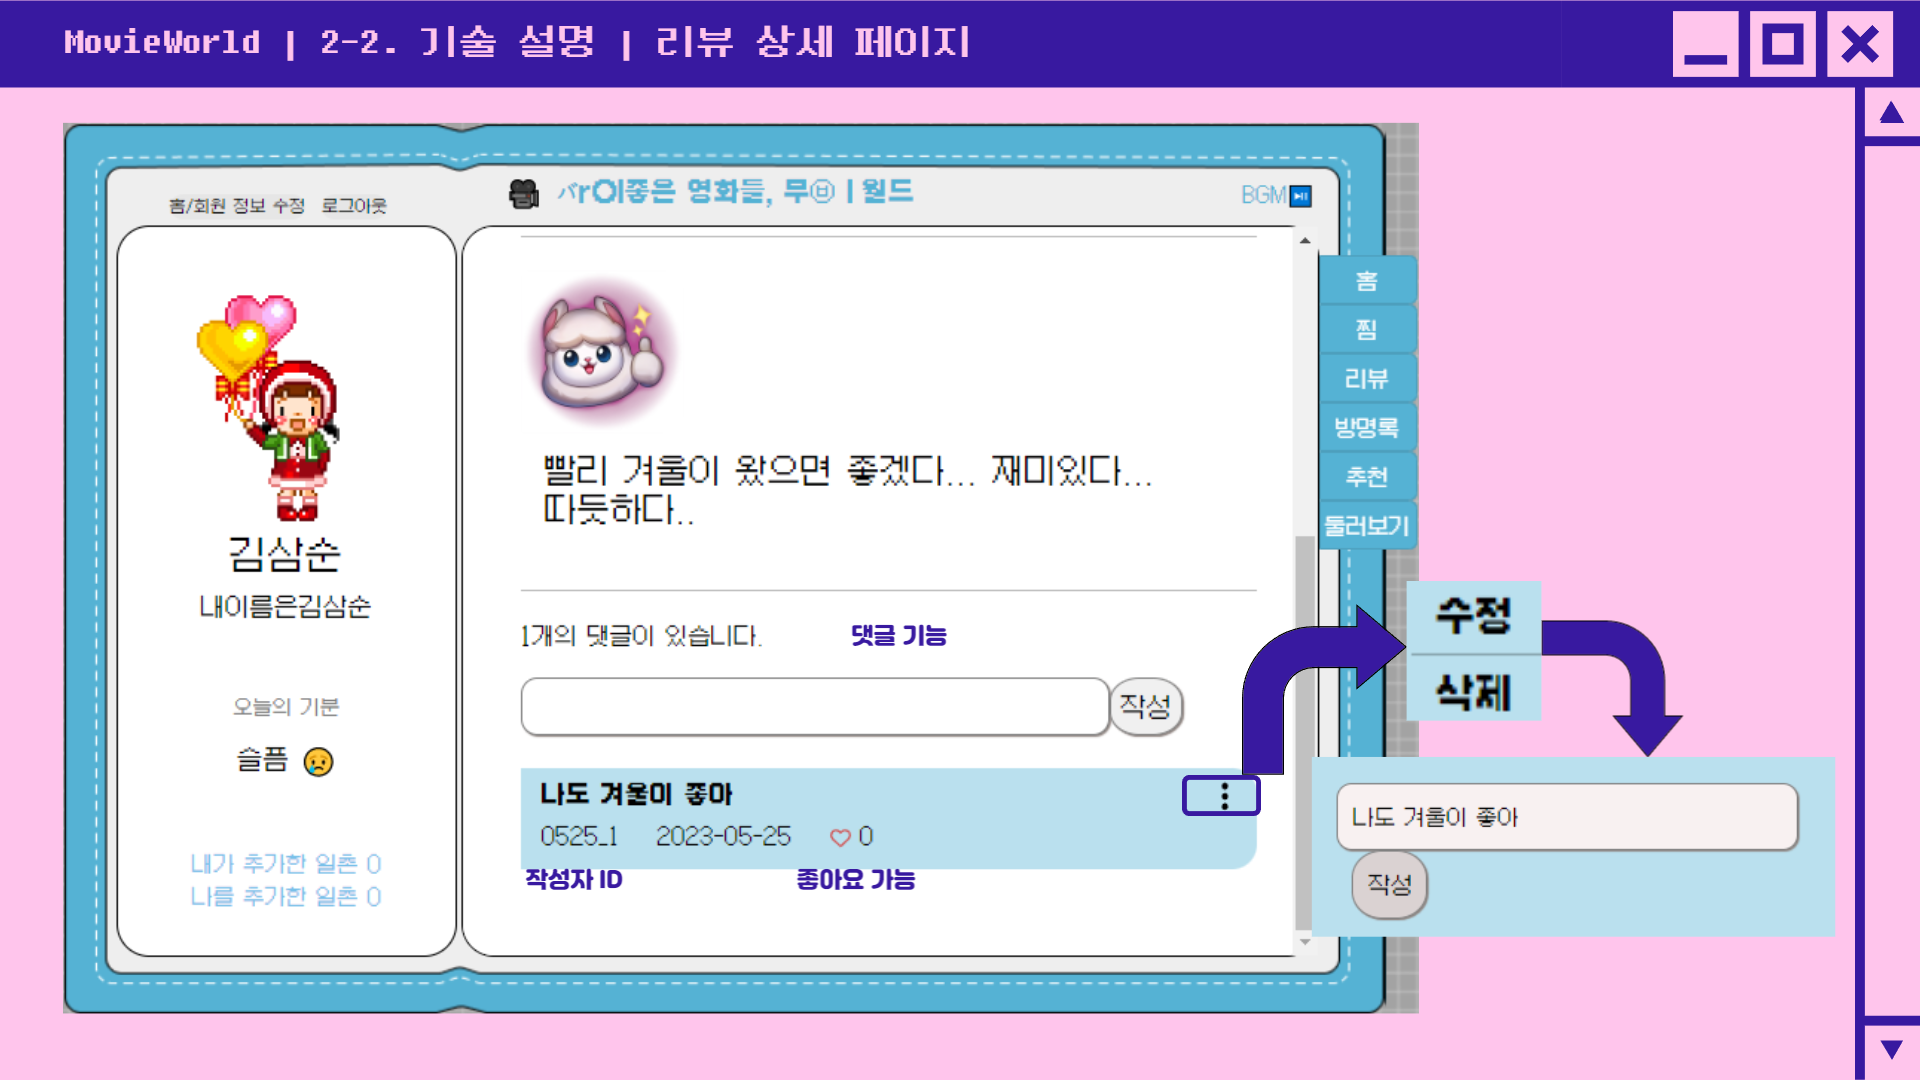 MovieWorld | 2-2. 기술 설명 | 리뷰 상세 페이지
홈/회원 정보 수정 로그아웃
좋은 영화들, 무㉥ㅣ월드
BGM
김삼순
내이름은김삼순
오늘의 기분
슬픔
내가 추가한 일촌 0
나를 추가한 일촌 0
빨리 겨울이 왔으면 좋겠다... 재미있다...
따듯하다..
1개의 댓글이 있습니다.
댓글 기능
작성
나도 겨울이 좋아
0525_1 2023-05-25 0
작성자 ID
좋아요 기능
홈
찜
리뷰
방명록
추천
둘러보기
수정
삭제
나도 겨울이 좋아
작성